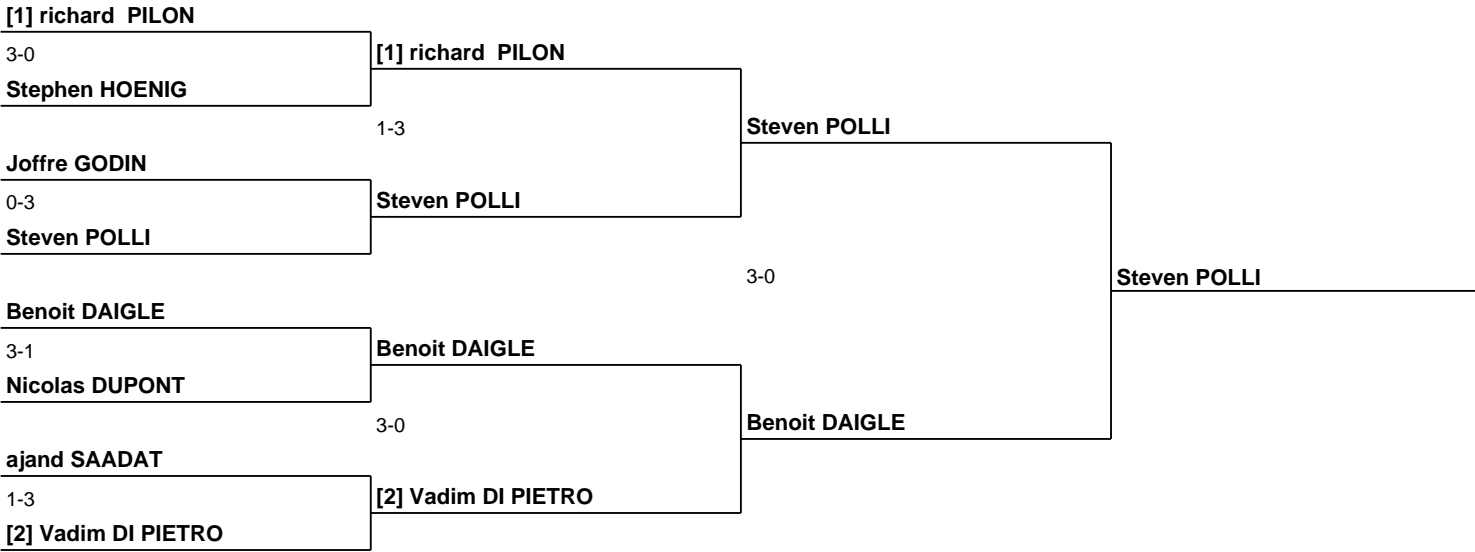 [1] richard  PILON
3-0
Stephen HOENIG
Joffre GODIN
0-3
Steven POLLI
Benoit DAIGLE
3-1
Nicolas DUPONT
ajand SAADAT
1-3
[2] Vadim DI PIETRO
[1] richard  PILON
1-3
Steven POLLI
Benoit DAIGLE
3-0
[2] Vadim DI PIETRO
Steven POLLI
3-0
Benoit DAIGLE
Steven POLLI